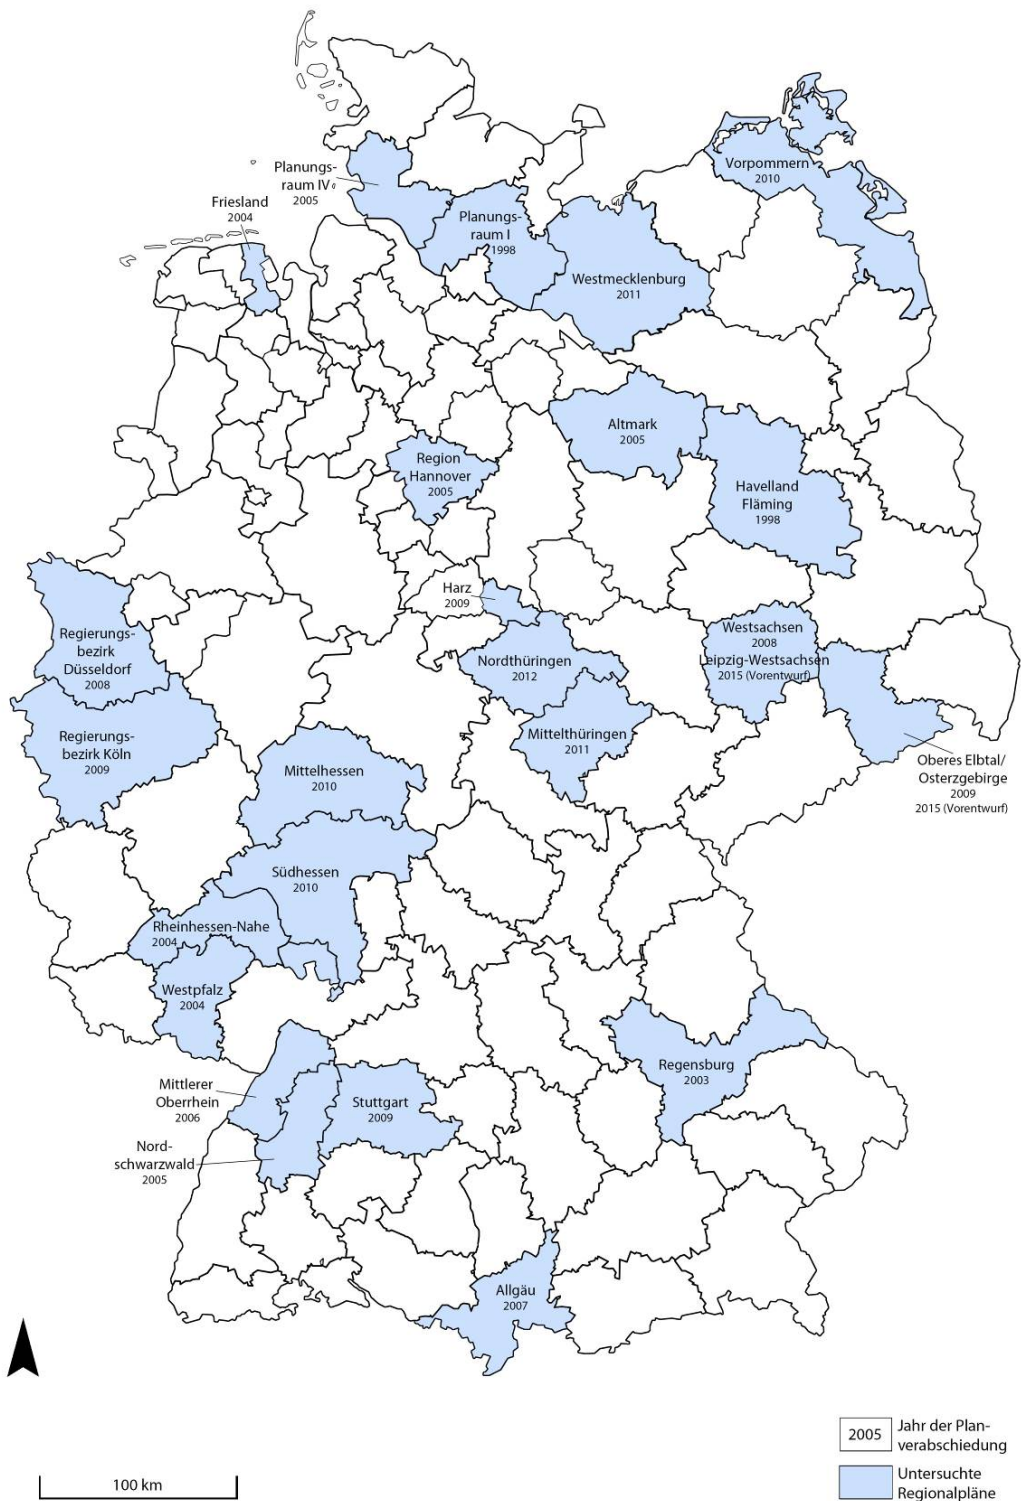 Planungs-
raum IV
2005
Friesland
2004
Planungs-
raum I
1998
Vorpommern
2010
Westmecklenburg
2011
Altmark
2005
Region
Hannover
2005
Havelland
Fläming
1998
Harz
2009
Regierungs-
bezirk
Düsseldorf
2008
Nordthüringen
2012
Westsachsen
2008
Leipzig-Westsachsen
2015 (Vorentwurf)
Regierungs-
bezirk Köln
2009
Mittelthüringen
2011
Mittelhessen
2010
Oberes Elbtal/
Osterzgebirge
2009
2015 (Vorentwurf)
Südhessen
2010
Rheinhessen-Nahe
2004
Westpfalz
2004
Regensburg
2003
Mittlerer
Oberrhein
2006
Stuttgart
2009
Nord-
schwarzwald
2005
Allgäu
2007
2005
Jahr der Plan-
verabschiedung
Untersuchte
Regionalpläne
100 km